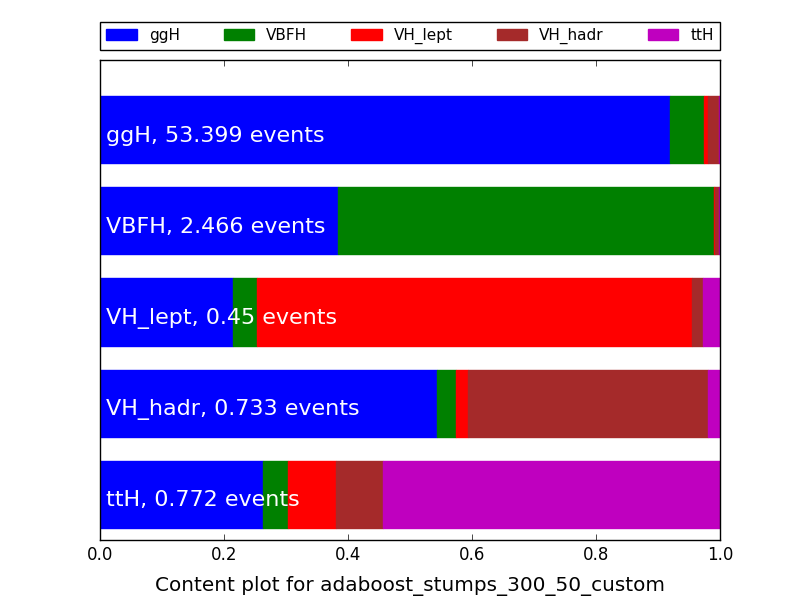 ggH VBFH VH_lept VH_hadr ttH
ggH, 53.399 events
VBFH, 2.466 events
VH_lept, 0.45 events
VH_hadr, 0.733 events
ttH, 0.772 events
0.0 0.2 0.4 0.6 0.8 1.0
Content plot for adaboost_stumps_300_50_custom